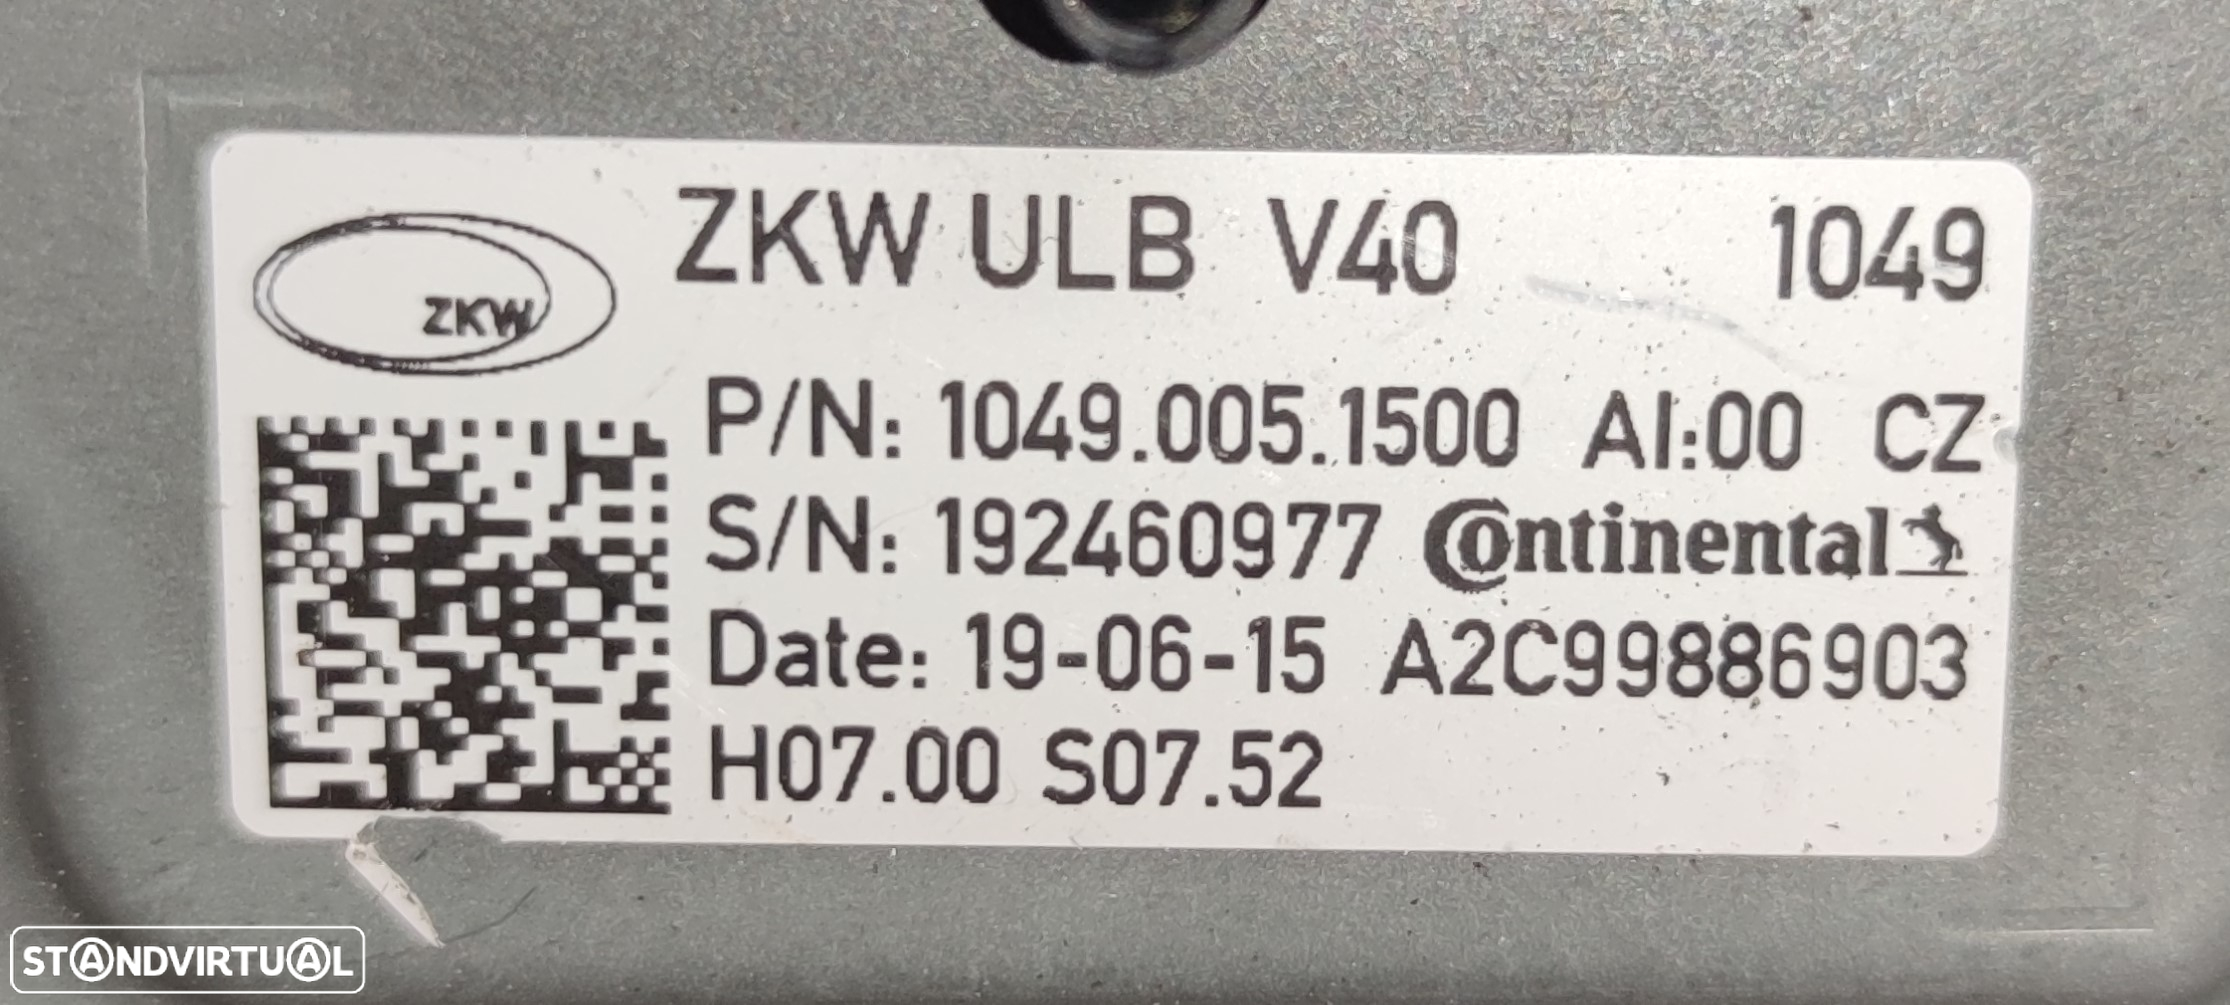 ZKW
ZKW ULB V40 1049
P/N: 1049.005.1500 AI:00 CZ
S/N: 192460977 Continental
Date: 19-06-15 A2C99886903
H07.00 S07.52
STANDVIRTUAL